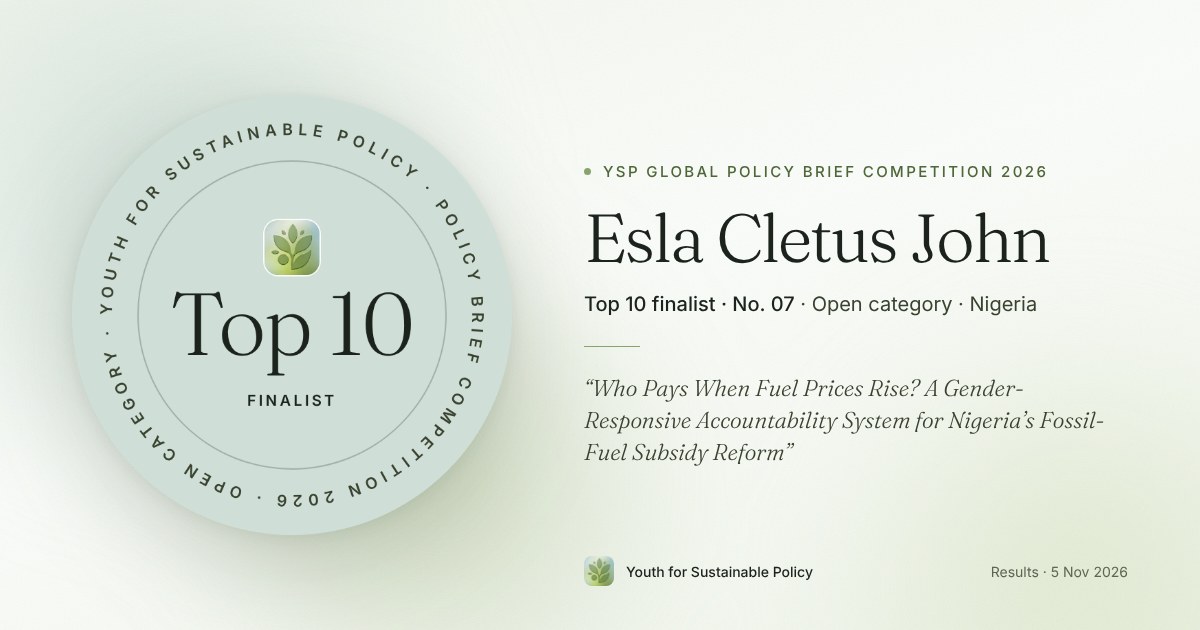 YOUTH FOR SUSTAINABLE POLICY · POLICY BRIEF COMPETITION 2026 · OPEN CATEGORY ·
Top 10
FINALIST
YSP GLOBAL POLICY BRIEF COMPETITION 2026
Esla Cletus John
Top 10 finalist · No. 07 · Open category · Nigeria
“Who Pays When Fuel Prices Rise? A Gender-
Responsive Accountability System for Nigeria’s Fossil-
Fuel Subsidy Reform”
Youth for Sustainable Policy
Results · 5 Nov 2026